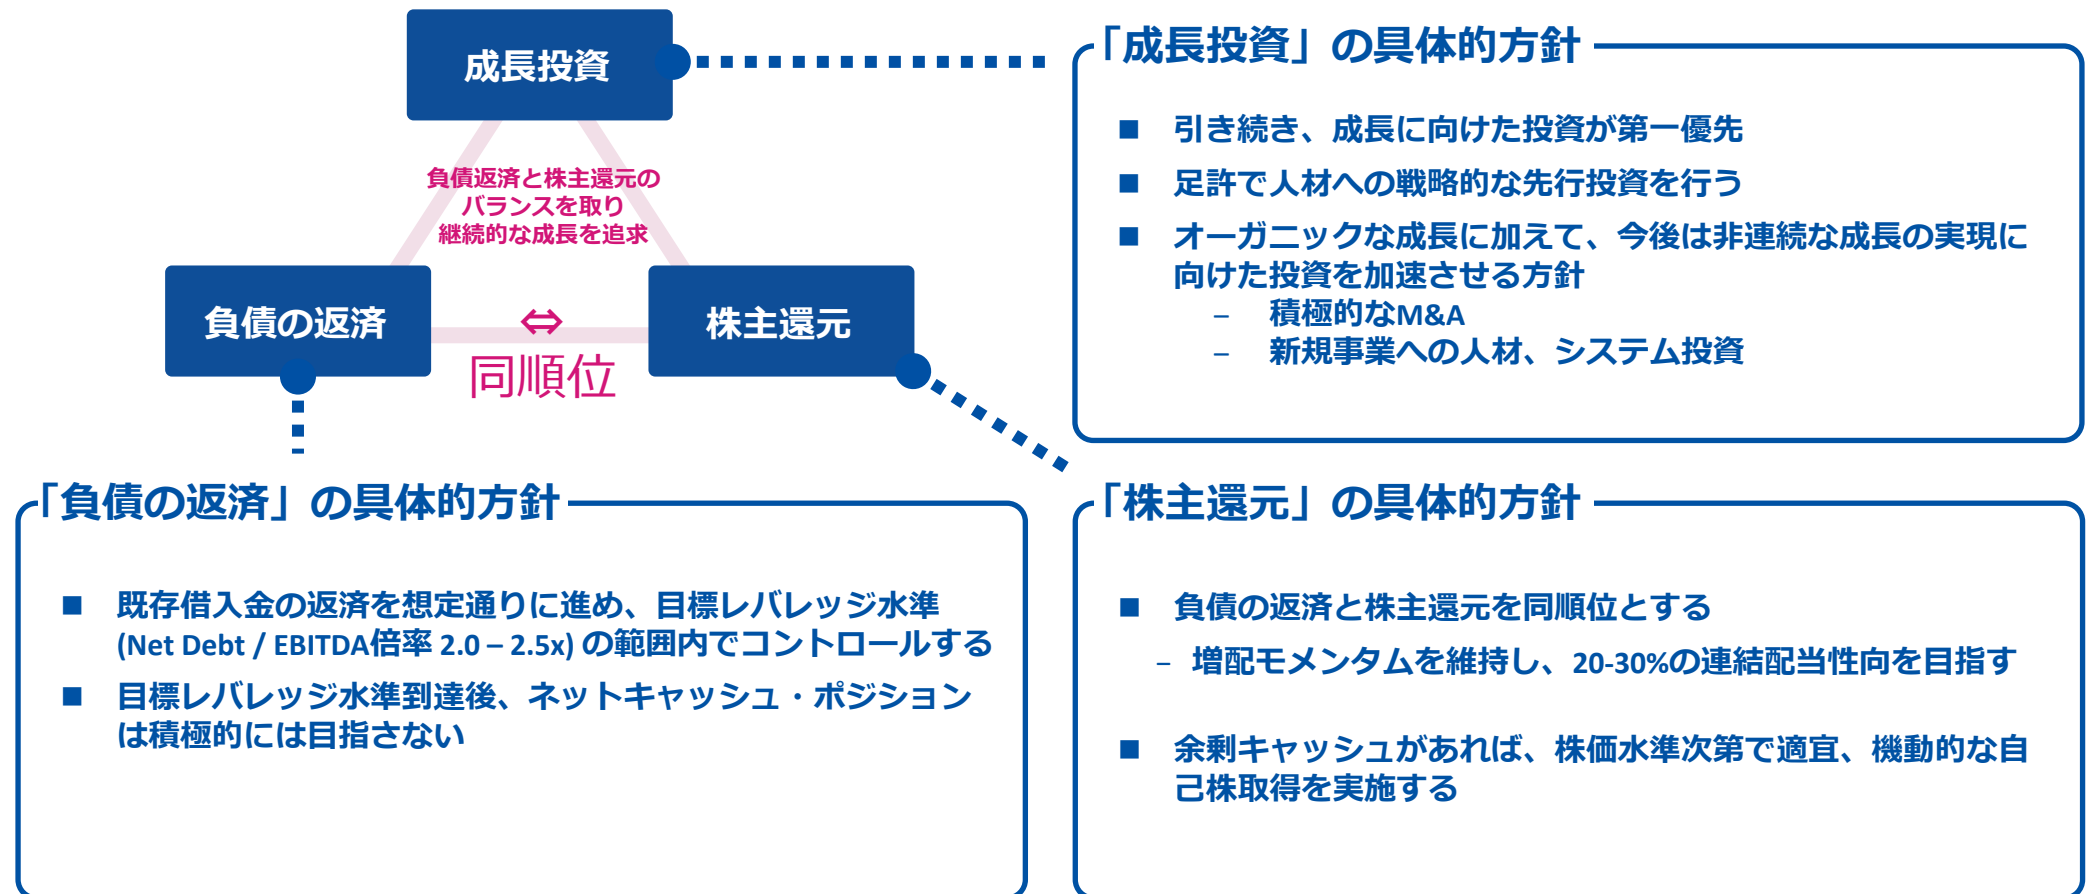 成長投資
負債返済と株主還元の
バランスを取り
継続的な成長を追求
負債の返済
⇔
同順位
株主還元
「成長投資」の具体的方針
■ 引き続き、成長に向けた投資が第一優先
■ 足許で人材への戦略的な先行投資を行う
■ オーガニックな成長に加えて、今後は非連続な成長の実現に
向けた投資を加速させる方針
– 積極的なM&A
– 新規事業への人材、システム投資
「負債の返済」の具体的方針
■ 既存借入金の返済を想定通りに進め、目標レバレッジ水準
(Net Debt / EBITDA倍率 2.0 – 2.5x) の範囲内でコントロールする
■ 目標レバレッジ水準到達後、ネットキャッシュ・ポジション
は積極的には目指さない
「株主還元」の具体的方針
■ 負債の返済と株主還元を同順位とする
– 増配モメンタムを維持し、20-30%の連結配当性向を目指す
■ 余剰キャッシュがあれば、株価水準次第で適宜、機動的な自
己株取得を実施する